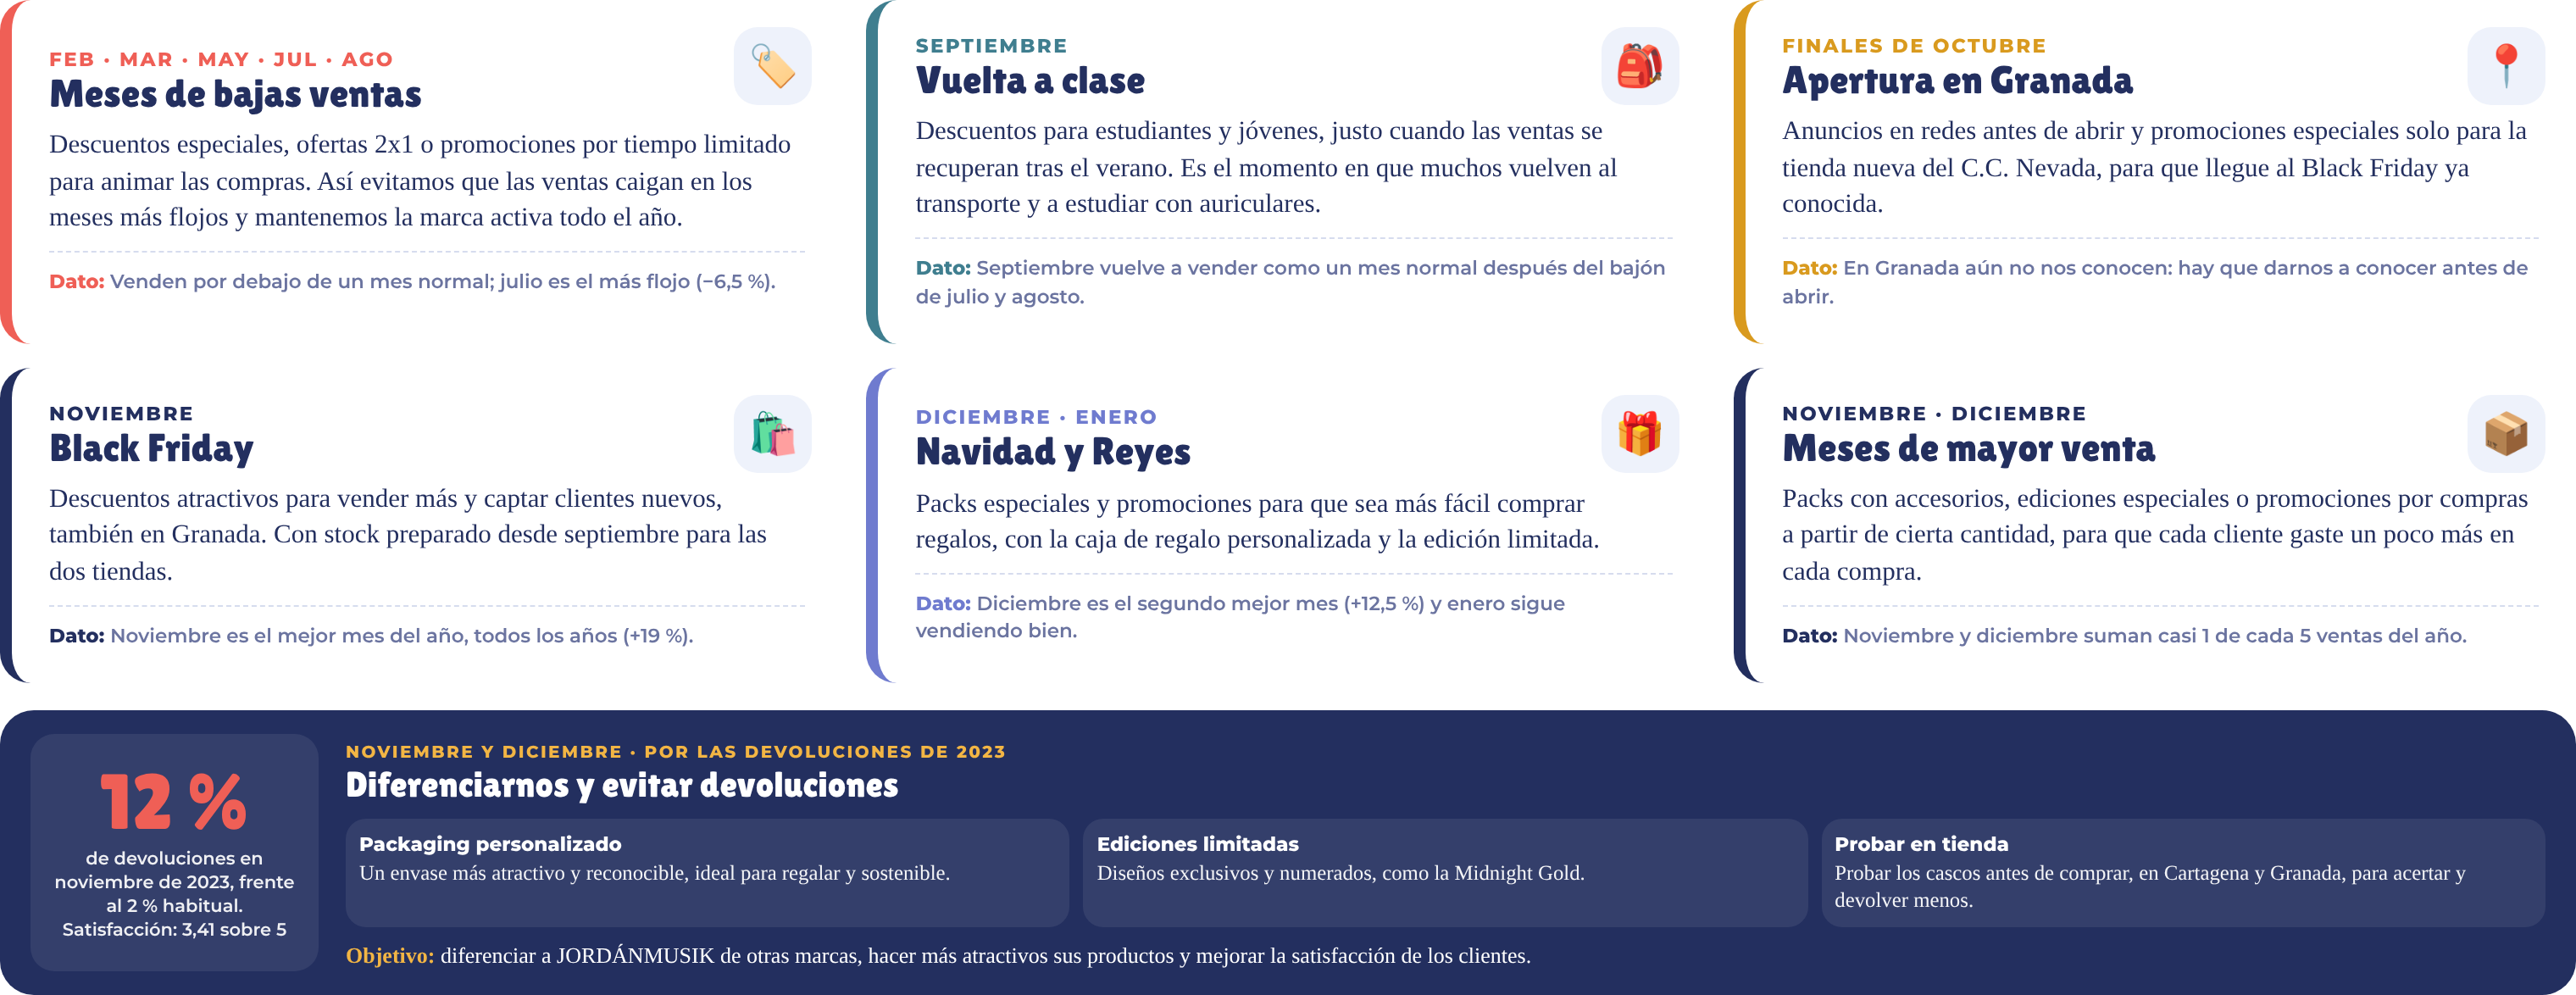 FEB · MAR · MAY · JUL · AGO
Meses de bajas ventas
Descuentos especiales, ofertas 2x1 o promociones por tiempo limitado
para animar las compras. Así evitamos que las ventas caigan en los
meses más flojos y mantenemos la marca activa todo el año.
Dato: Venden por debajo de un mes normal; julio es el más flojo (−6,5 %).
SEPTIEMBRE
Vuelta a clase
Descuentos para estudiantes y jóvenes, justo cuando las ventas se
recuperan tras el verano. Es el momento en que muchos vuelven al
transporte y a estudiar con auriculares.
Dato: Septiembre vuelve a vender como un mes normal después del bajón
de julio y agosto.
FINALES DE OCTUBRE
Apertura en Granada
Anuncios en redes antes de abrir y promociones especiales solo para la
tienda nueva del C.C. Nevada, para que llegue al Black Friday ya
conocida.
Dato: En Granada aún no nos conocen: hay que darnos a conocer antes de
abrir.
NOVIEMBRE
Black Friday
Descuentos atractivos para vender más y captar clientes nuevos,
también en Granada. Con stock preparado desde septiembre para las
dos tiendas.
Dato: Noviembre es el mejor mes del año, todos los años (+19 %).
DICIEMBRE · ENERO
Navidad y Reyes
Packs especiales y promociones para que sea más fácil comprar
regalos, con la caja de regalo personalizada y la edición limitada.
Dato: Diciembre es el segundo mejor mes (+12,5 %) y enero sigue
vendiendo bien.
NOVIEMBRE · DICIEMBRE
Meses de mayor venta
Packs con accesorios, ediciones especiales o promociones por compras
a partir de cierta cantidad, para que cada cliente gaste un poco más en
cada compra.
Dato: Noviembre y diciembre suman casi 1 de cada 5 ventas del año.
12 %
de devoluciones en
noviembre de 2023, frente
al 2 % habitual.
Satisfacción: 3,41 sobre 5
NOVIEMBRE Y DICIEMBRE · POR LAS DEVOLUCIONES DE 2023
Diferenciarnos y evitar devoluciones
Packaging personalizado
Un envase más atractivo y reconocible, ideal para regalar y sostenible.
Ediciones limitadas
Diseños exclusivos y numerados, como la Midnight Gold.
Probar en tienda
Probar los cascos antes de comprar, en Cartagena y Granada, para acertar y
devolver menos.
Objetivo: diferenciar a JORDÁNMUSIK de otras marcas, hacer más atractivos sus productos y mejorar la satisfacción de los clientes.